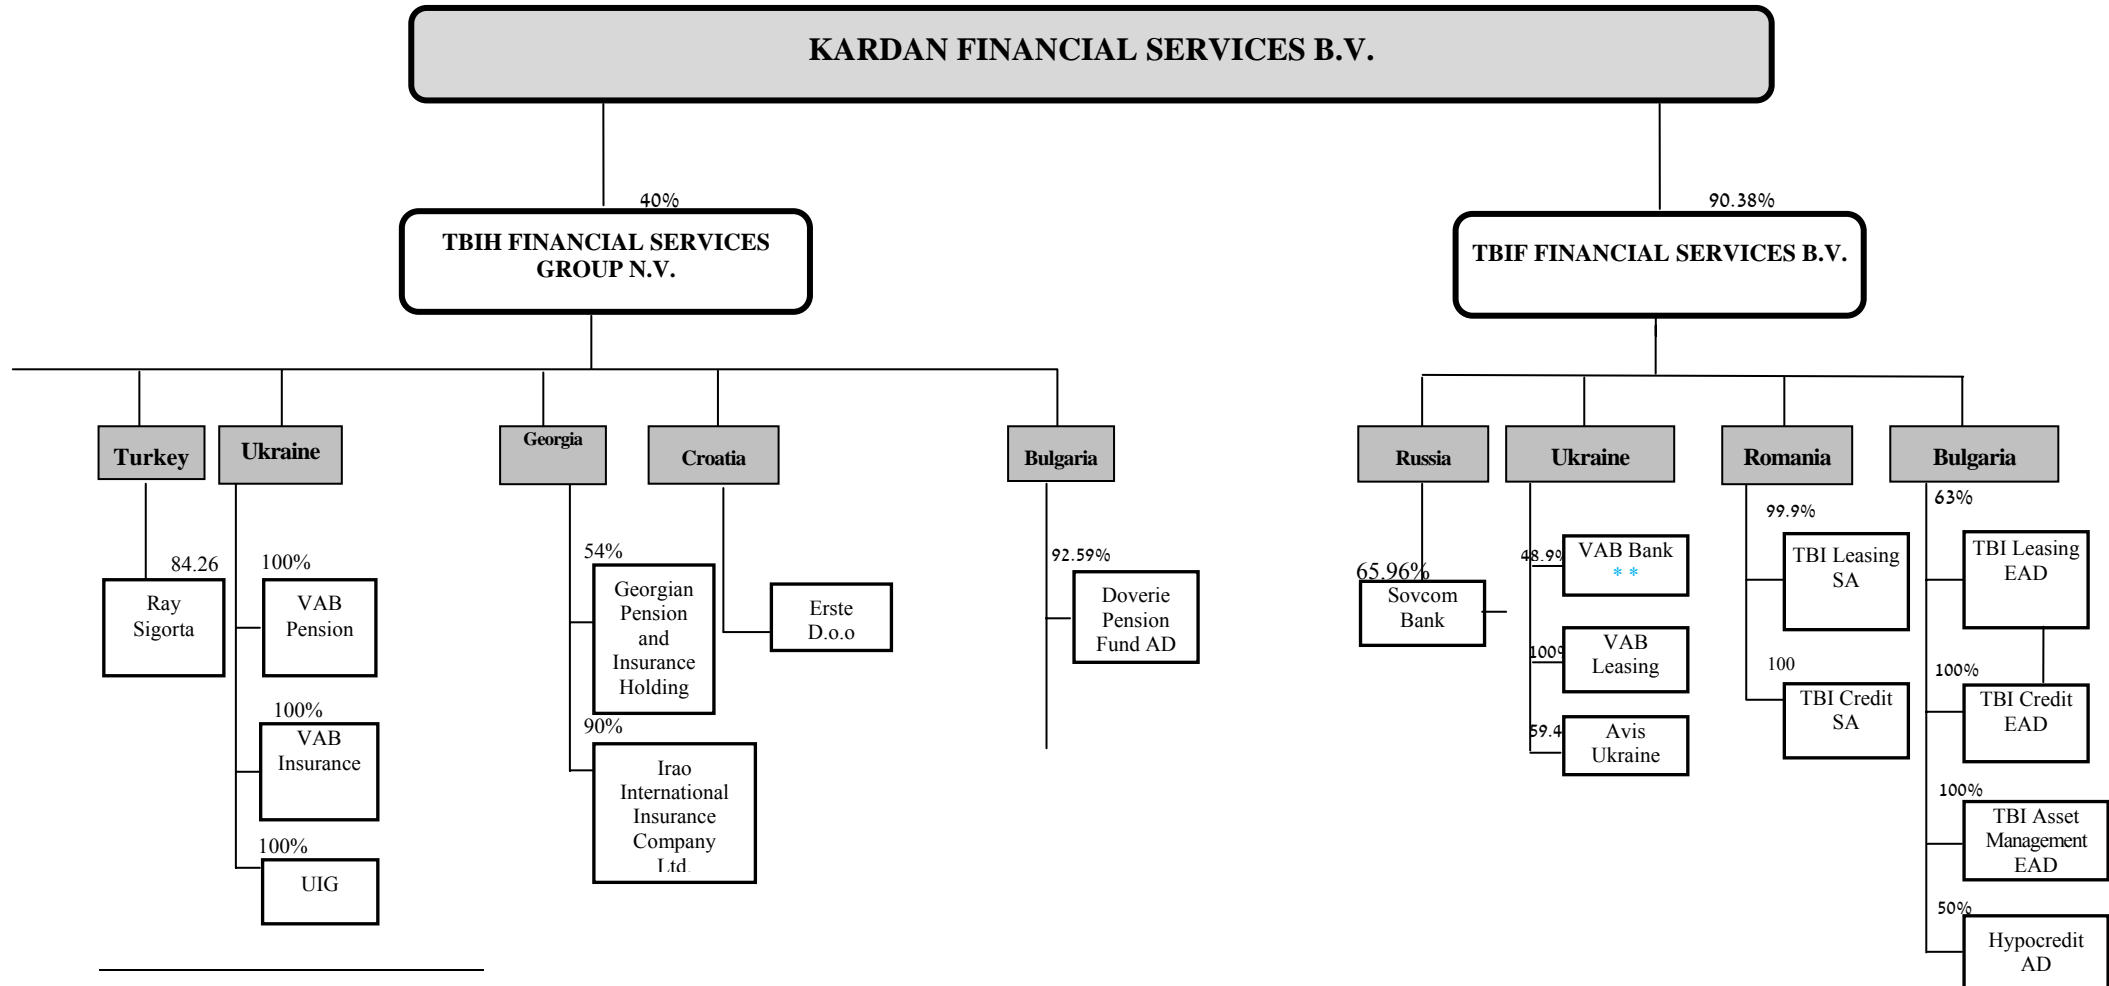 KARDAN FINANCIAL SERVICES B.V.
40%
90.38%
TBIH FINANCIAL SERVICES
GROUP N.V.
TBIF FINANCIAL SERVICES B.V.
Turkey
Ukraine
Georgia
Croatia
Bulgaria
Russia
Ukraine
Romania
Bulgaria
84.26
Ray
Sigorta
100%
VAB
Pension
100%
VAB
Insurance
100%
UIG
54%
Georgian
Pension
and
Insurance
Holding
90%
Irao
International
Insurance
Company
Ltd.
Erste
D.o.o
92.59%
Doverie
Pension
Fund AD
65.96%
Sovcom
Bank
48.9%
VAB Bank
* *
100%
VAB
Leasing
59.4
Avis
Ukraine
99.9%
TBI Leasing
SA
100
TBI Credit
SA
63%
TBI Leasing
EAD
100%
TBI Credit
EAD
100%
TBI Asset
Management
EAD
50%
Hypocredit
AD